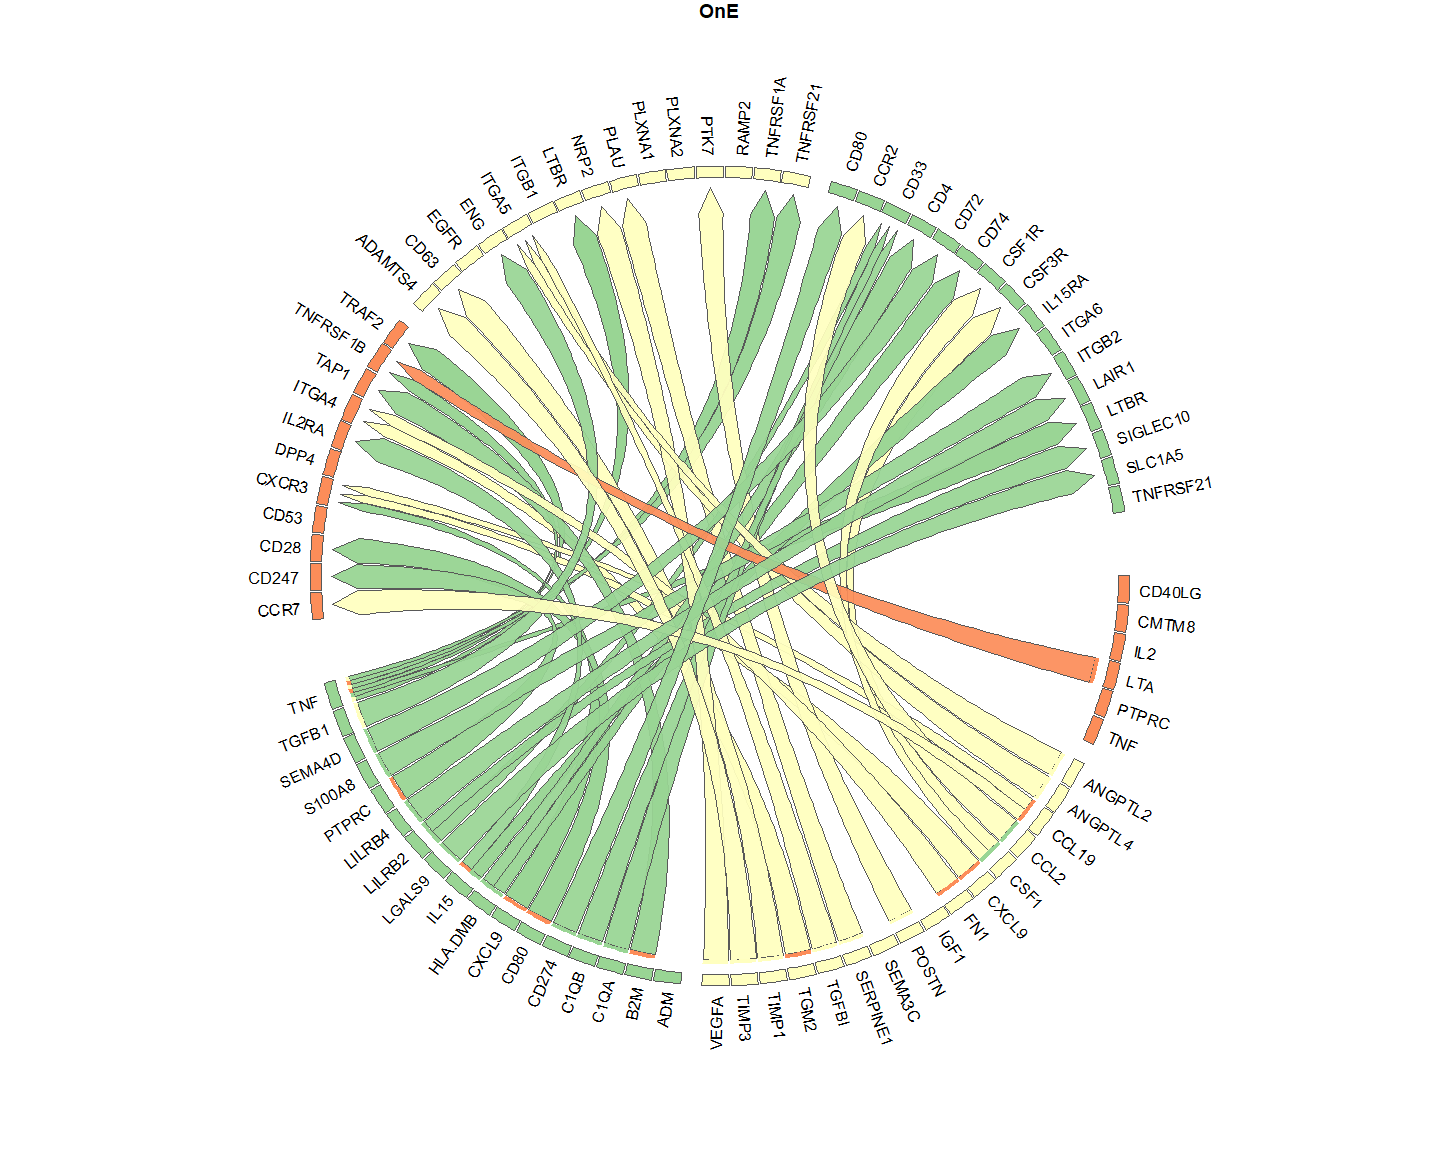 OnE
ADAMTS4
CD63
EGFR
ENG
ITGA5
ITGB1
LTBR
NRP2
PLAU
PLXNA1
PLXNA2
PTK7
RAMP2
TNFRSF1A
TNFRSF21
CD80
CCR2
CD33
CD4
CD72
CD74
CSF1R
CSF3R
IL15RA
ITGA6
ITGB2
LAIR1
LTBR
SIGLEC10
SLC1A5
TNFRSF21
CD40LG
CMTM8
IL2
LTA
PTPRC
TNF
ANGPTL2
ANGPTL4
CCL19
CCL2
CSF1
CXCL9
FN1
IGF1
POSTN
SEMA3C
SERPINE1
TGFBI
TGM2
TIMP1
TIMP3
VEGFA
ADM
B2M
C1QA
C1QB
CD274
CD80
CXCL9
HLA.DMB
IL15
LGALS9
LILRB2
LILRB4
PTPRC
S100A8
SEMA4D
TGFB1
TNF
CCR7
CD247
CD28
CD53
CXCR3
DPP4
IL2RA
ITGA4
TAP1
TNFRSF1B
TRAF2